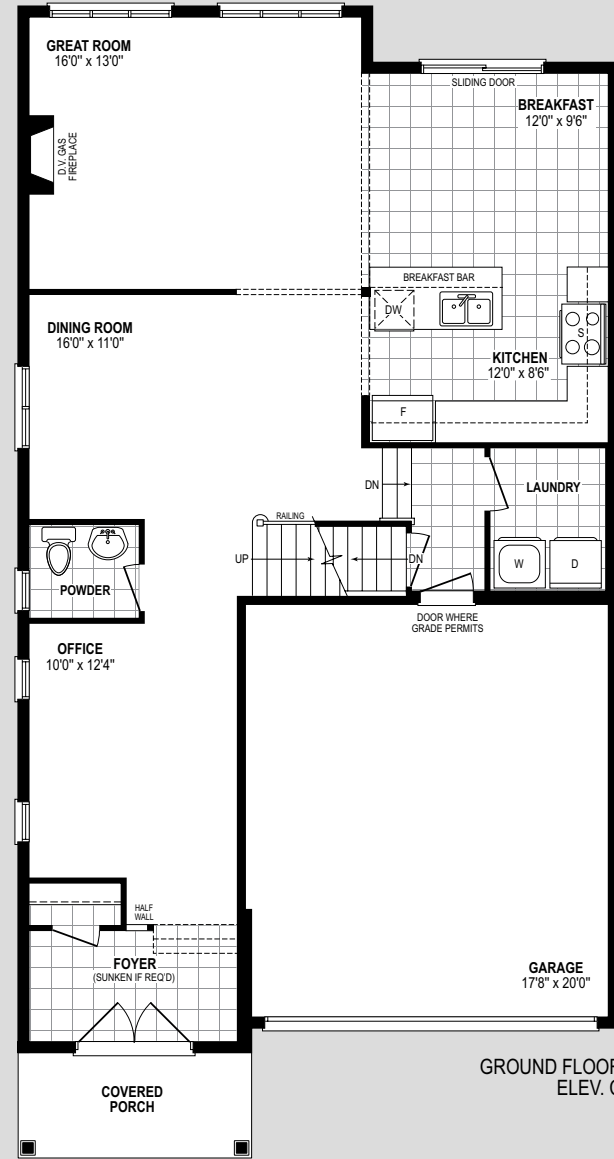 GREAT ROOM
16'0" x 13'0"
SLIDING DOOR
BREAKFAST
12'0" x 9'6"
D.V. GAS
FIREPLACE
BREAKFAST BAR
DW
S
DINING ROOM
16'0" x 11'0"
KITCHEN
12'0" x 8'6"
F
DN
LAUNDRY
RAILING
UP
DN
W
D
POWDER
DOOR WHERE
GRADE PERMITS
OFFICE
10'0" x 12'4"
HALF
WALL
FOYER
(SUNKEN IF REQ'D)
GARAGE
17'8" x 20'0"
GROUND FLOOR
ELEV. C
COVERED
PORCH